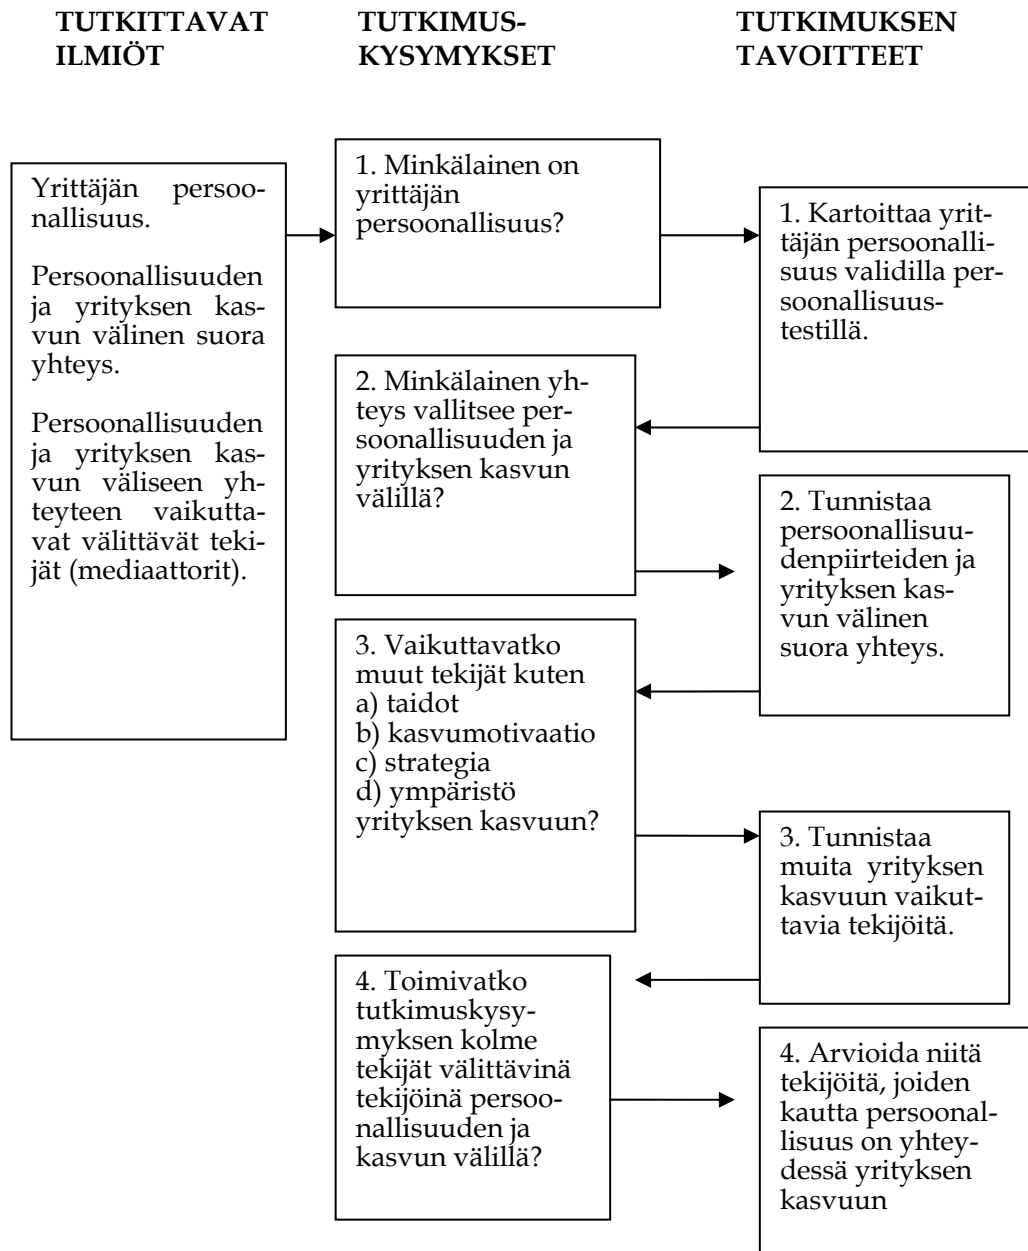 TUTKITTAVAT
ILMIÖT
TUTKIMUS-
KYSYMYKSET
TUTKIMUKSEN
TAVOITTEET
Yrittäjän persoo-
nallisuus.
Persoonallisuuden
ja yrityksen kas-
vun välinen suora
yhteys.
Persoonallisuuden
ja yrityksen kas-
vun väliseen yh-
teyteen vaikutta-
vat välittävät teki-
jät (mediaattorit).
1. Minkälainen on
yrittäjän
persoonallisuus?
1. Kartoittaa yrit-
täjän persoonalli-
suus validilla per-
soonallisuus-
testillä.
2. Minkälainen yh-
teys vallitsee per-
soonallisuuden ja
yrityksen kasvun
välillä?
2. Tunnistaa
persoonallisuu-
denpiirteiden ja
yrityksen kas-
vun välinen
suora yhteys.
3. Vaikuttavatko
muut tekijät kuten
a) taidot
b) kasvumotivaatio
c) strategia
d) ympäristö
yrityksen kasvuun?
3. Tunnistaa
muita yrityksen
kasvuun vaikut-
tavia tekijöitä.
4. Toimivatko
tutkimuskysy-
myksen kolme
tekijät välittävinä
tekijöinä persoo-
nallisuuden ja
kasvun välillä?
4. Arvioida niitä
tekijöitä, joiden
kautta persoonal-
lisuus on yhtey-
dessä yrityksen
kasvuun